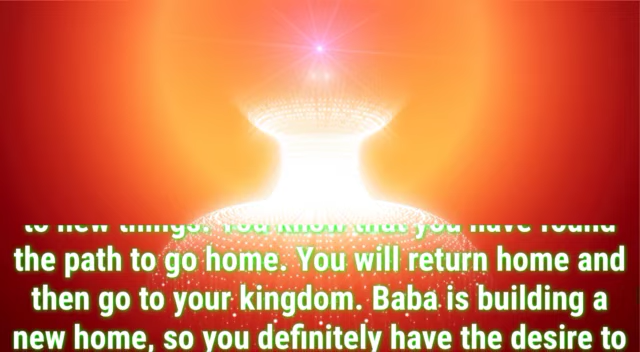 to new things. You know that you have found
the path to go home. You will return home and
then go to your kingdom. Baba is building a
new home, so you definitely have the desire to